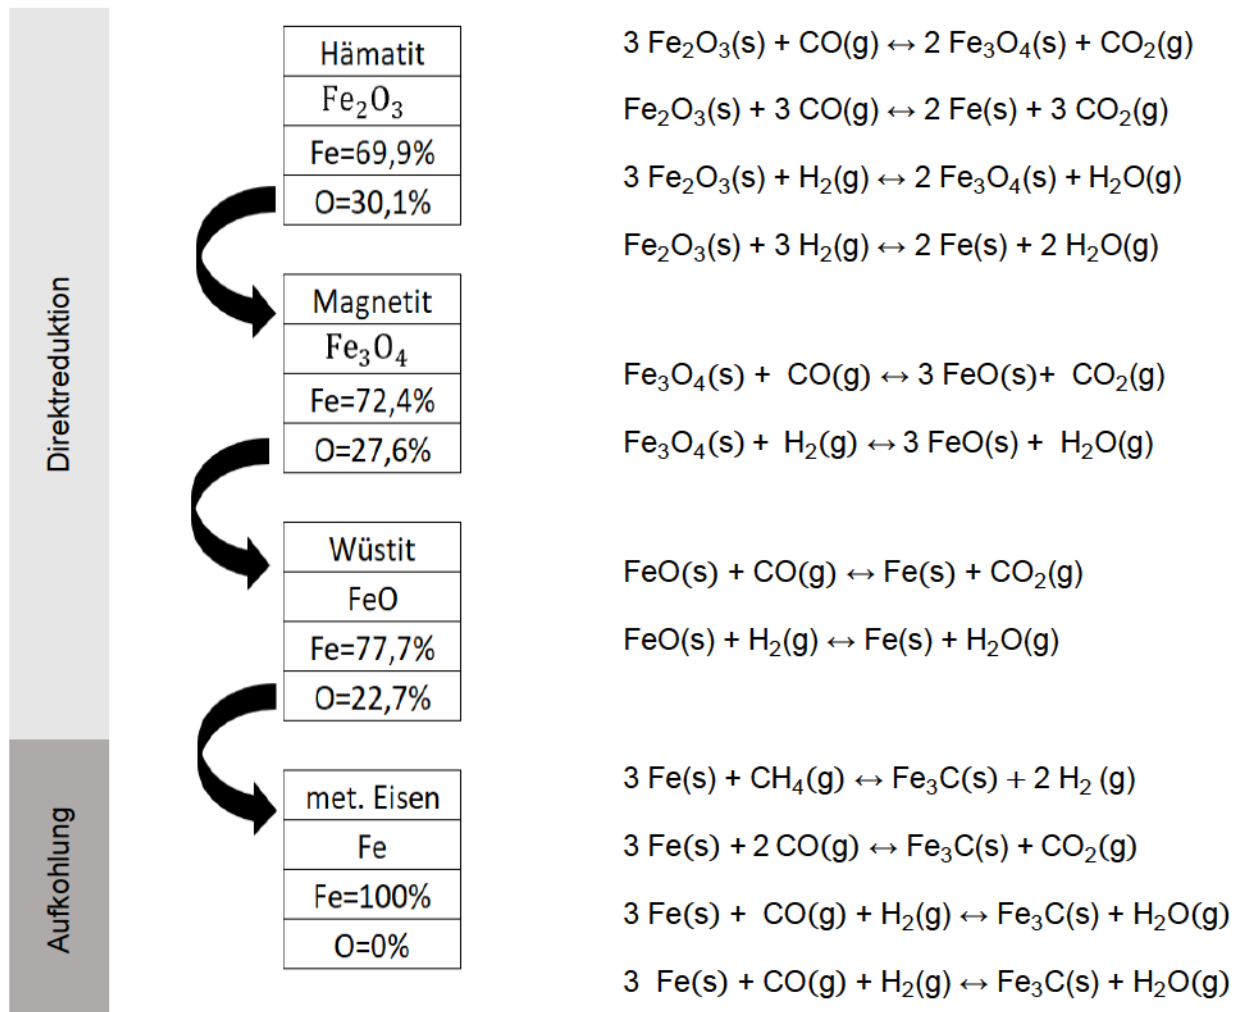 Direktreduktion
Hämatit
Fe₂O₃
Fe=69,9%
O=30,1%
3 Fe₂O₃(s) + CO(g) ↔ 2 Fe₃O₄(s) + CO₂(g)
Fe₂O₃(s) + 3 CO(g) ↔ 2 Fe(s) + 3 CO₂(g)
3 Fe₂O₃(s) + H₂(g) ↔ 2 Fe₃O₄(s) + H₂O(g)
Fe₂O₃(s) + 3 H₂(g) ↔ 2 Fe(s) + 2 H₂O(g)
Magnetit
Fe₃O₄
Fe=72,4%
O=27,6%
Fe₃O₄(s) + CO(g) ↔ 3 FeO(s)+ CO₂(g)
Fe₃O₄(s) + H₂(g) ↔ 3 FeO(s) + H₂O(g)
Wüstit
FeO
Fe=77,7%
O=22,7%
FeO(s) + CO(g) ↔ Fe(s) + CO₂(g)
FeO(s) + H₂(g) ↔ Fe(s) + H₂O(g)
Aufkohlung
met. Eisen
Fe
Fe=100%
O=0%
3 Fe(s) + CH₄(g) ↔ Fe₃C(s) + 2 H₂ (g)
3 Fe(s) + 2 CO(g) ↔ Fe₃C(s) + CO₂(g)
3 Fe(s) + CO(g) + H₂(g) ↔ Fe₃C(s) + H₂O(g)
3 Fe(s) + CO(g) + H₂(g) ↔ Fe₃C(s) + H₂O(g)